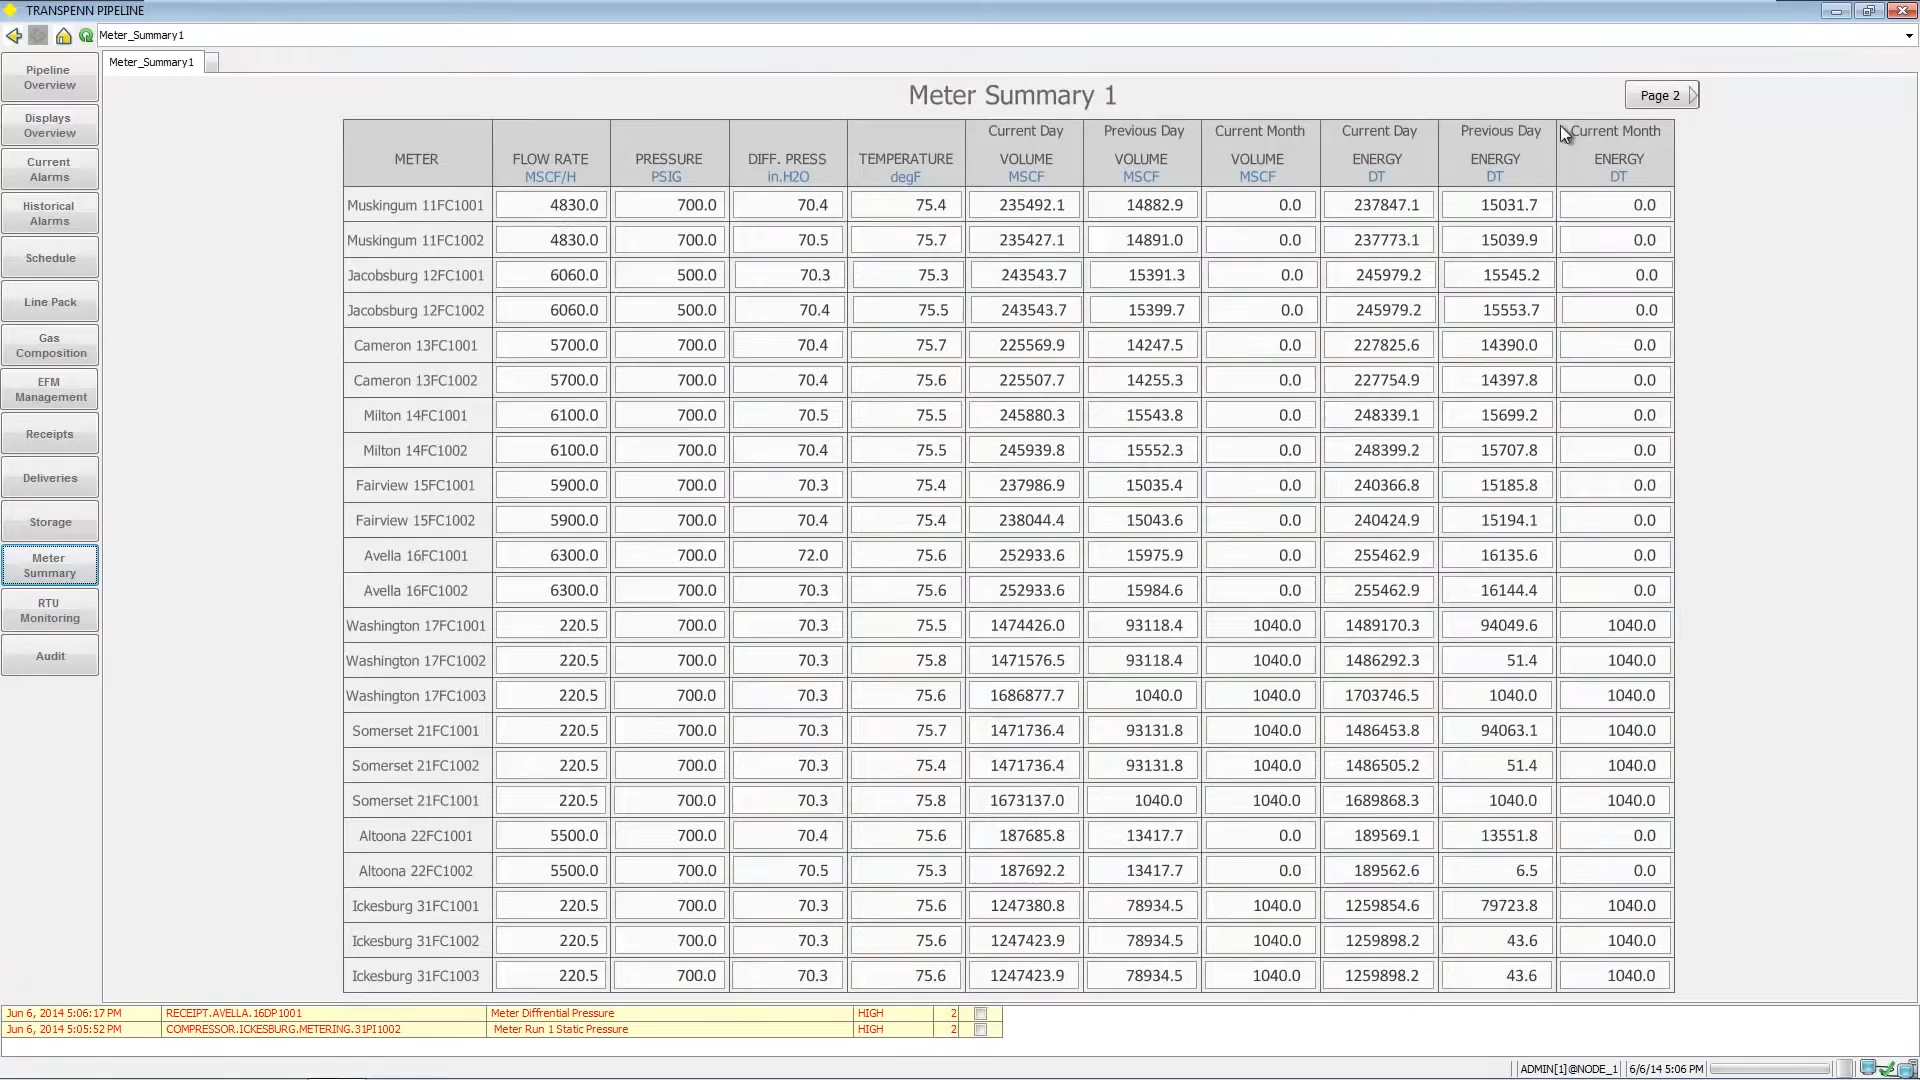 TRANSPENN PIPELINE
Meter_Summary1
Meter_Summary1
Pipeline
Overview
Displays
Overview
Current
Alarms
Historical
Alarms
Schedule
Line Pack
Gas
Composition
EFM
Management
Receipts
Deliveries
Storage
Meter
Summary
RTU
Monitoring
Audit
Meter Summary 1
Page 2
Current Day Previous Day Current Month Current Day Previous Day Current Month
METER FLOW RATE PRESSURE DIFF. PRESS TEMPERATURE VOLUME VOLUME VOLUME ENERGY ENERGY ENERGY
MSCF/H PSIG in.H2O degF MSCF MSCF MSCF DT DT DT
Muskingum 11FC1001 4830.0 700.0 70.4 75.4 235492.1 14882.9 0.0 237847.1 15031.7 0.0
Muskingum 11FC1002 4830.0 700.0 70.5 75.7 235427.1 14891.0 0.0 237773.1 15039.9 0.0
Jacobsburg 12FC1001 6060.0 500.0 70.3 75.3 243543.7 15391.3 0.0 245979.2 15545.2 0.0
Jacobsburg 12FC1002 6060.0 500.0 70.4 75.5 243543.7 15399.7 0.0 245979.2 15553.7 0.0
Cameron 13FC1001 5700.0 700.0 70.4 75.7 225569.9 14247.5 0.0 227825.6 14390.0 0.0
Cameron 13FC1002 5700.0 700.0 70.4 75.6 225507.7 14255.3 0.0 227754.9 14397.8 0.0
Milton 14FC1001 6100.0 700.0 70.5 75.5 245880.3 15543.8 0.0 248339.1 15699.2 0.0
Milton 14FC1002 6100.0 700.0 70.4 75.5 245939.8 15552.3 0.0 248399.2 15707.8 0.0
Fairview 15FC1001 5900.0 700.0 70.3 75.4 237986.9 15035.4 0.0 240366.8 15185.8 0.0
Fairview 15FC1002 5900.0 700.0 70.4 75.4 238044.4 15043.6 0.0 240424.9 15194.1 0.0
Avella 16FC1001 6300.0 700.0 72.0 75.6 252933.6 15975.9 0.0 255462.9 16135.6 0.0
Avella 16FC1002 6300.0 700.0 70.3 75.6 252933.6 15984.6 0.0 255462.9 16144.4 0.0
Washington 17FC1001 220.5 700.0 70.3 75.5 1474426.0 93118.4 1040.0 1489170.3 94049.6 1040.0
Washington 17FC1002 220.5 700.0 70.3 75.8 1471576.5 93118.4 1040.0 1486292.3 51.4 1040.0
Washington 17FC1003 220.5 700.0 70.3 75.6 1686877.7 1040.0 1040.0 1703746.5 1040.0 1040.0
Somerset 21FC1001 220.5 700.0 70.3 75.7 1471736.4 93131.8 1040.0 1486453.8 94063.1 1040.0
Somerset 21FC1002 220.5 700.0 70.3 75.4 1471736.4 93131.8 1040.0 1486505.2 51.4 1040.0
Somerset 21FC1001 220.5 700.0 70.3 75.8 1673137.0 1040.0 1040.0 1689868.3 1040.0 1040.0
Altoona 22FC1001 5500.0 700.0 70.4 75.6 187685.8 13417.7 0.0 189569.1 13551.8 0.0
Altoona 22FC1002 5500.0 700.0 70.5 75.3 187692.2 13417.7 0.0 189562.6 6.5 0.0
Ickesburg 31FC1001 220.5 700.0 70.3 75.6 1247380.8 78934.5 1040.0 1259854.6 79723.8 1040.0
Ickesburg 31FC1002 220.5 700.0 70.3 75.6 1247423.9 78934.5 1040.0 1259898.2 43.6 1040.0
Ickesburg 31FC1003 220.5 700.0 70.3 75.6 1247423.9 78934.5 1040.0 1259898.2 43.6 1040.0
Jun 6, 2014 5:06:17 PM RECEIPT.AVELLA.16DP1001 Meter Diffrential Pressure HIGH 2
Jun 6, 2014 5:05:52 PM COMPRESSOR.ICKESBURG.METERING.31PI1002 Meter Run 1 Static Pressure HIGH 2
ADMIN[1]@NODE_1 6/6/14 5:06 PM